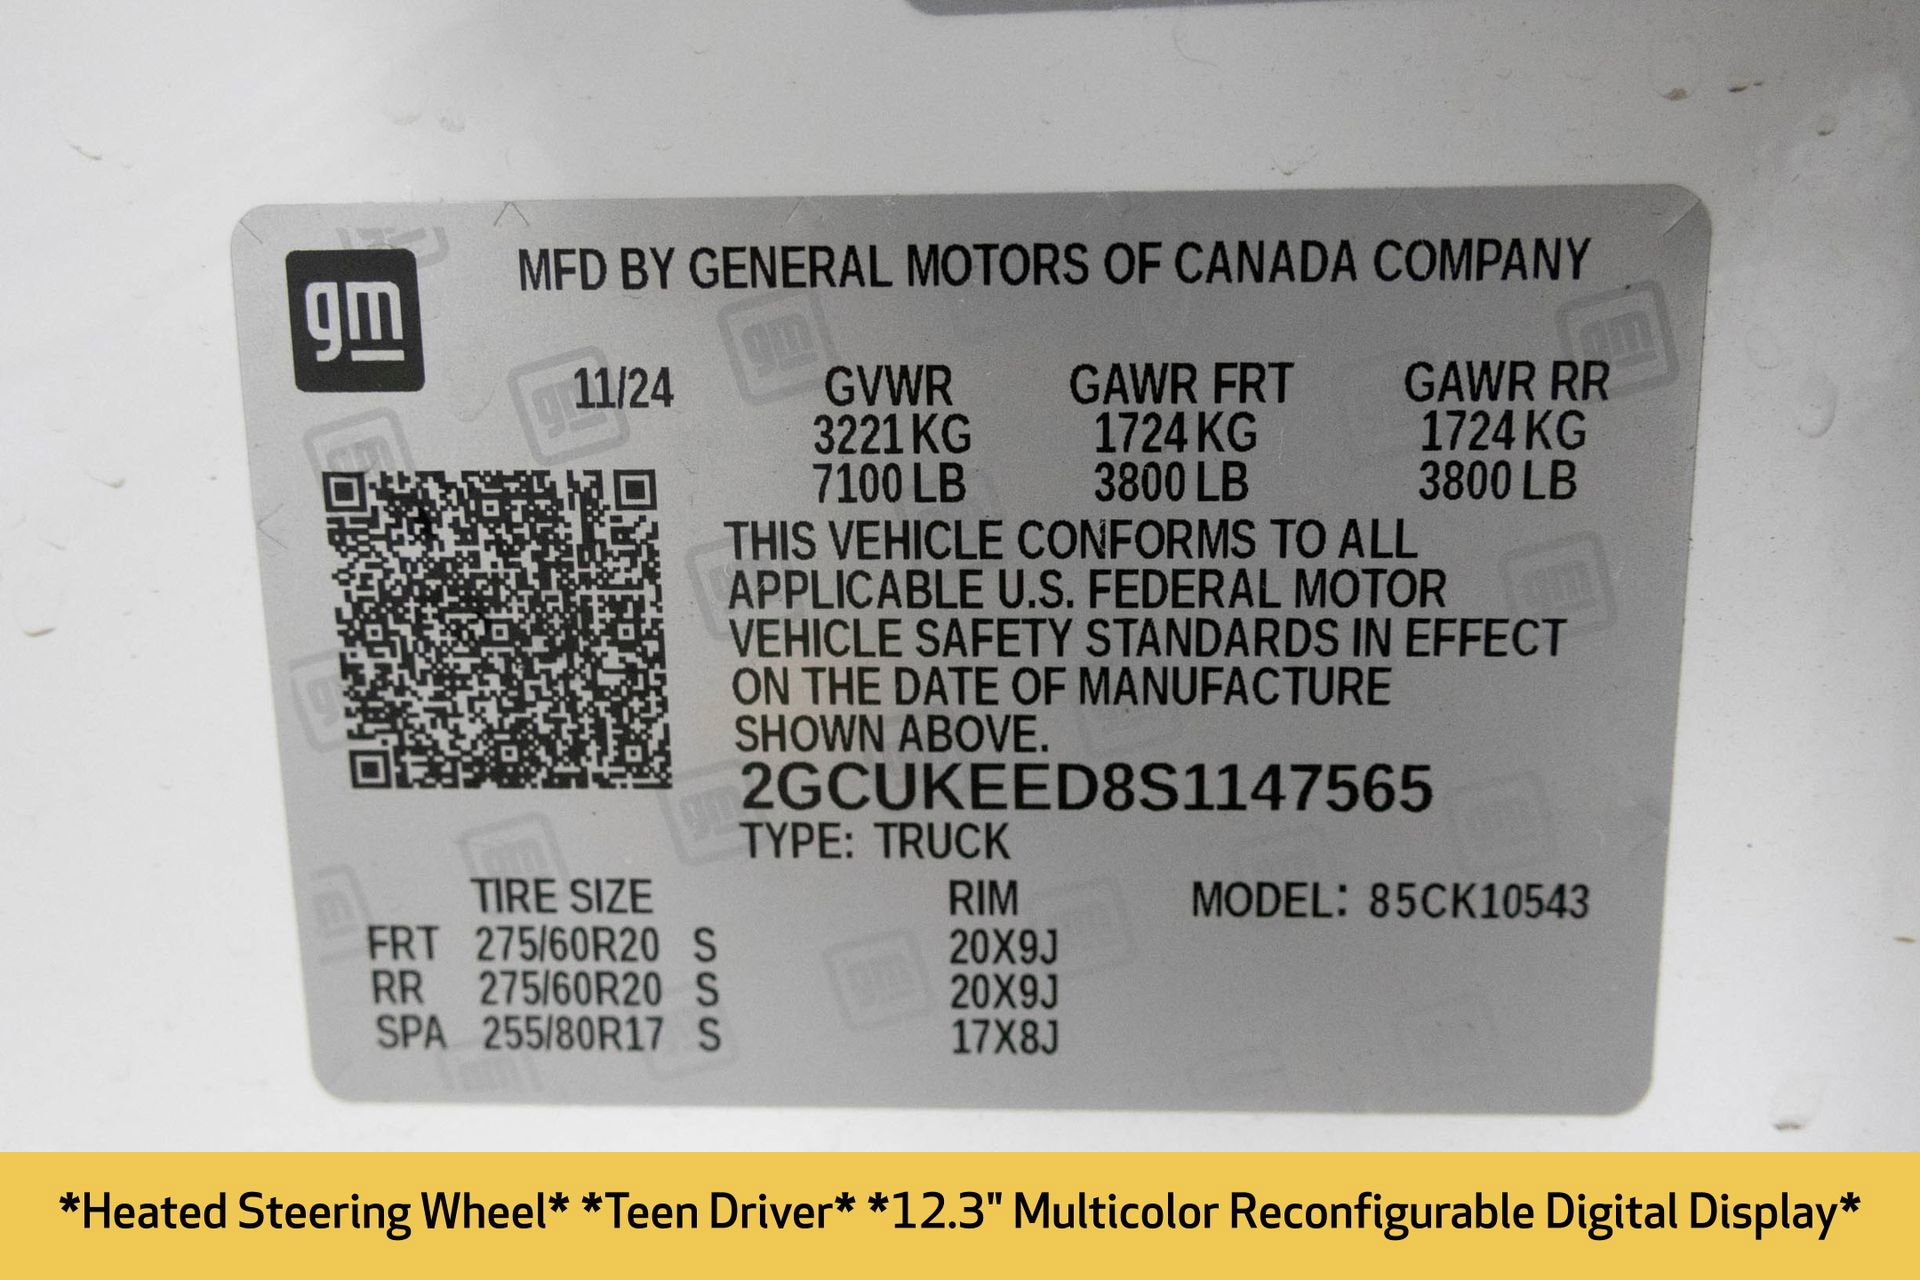 gm
MFD BY GENERAL MOTORS OF CANADA COMPANY
11/24 GVWR GAWR FRT GAWR RR
3221 KG 1724 KG 1724 KG
7100 LB 3800 LB 3800 LB
THIS VEHICLE CONFORMS TO ALL
APPLICABLE U.S. FEDERAL MOTOR
VEHICLE SAFETY STANDARDS IN EFFECT
ON THE DATE OF MANUFACTURE
SHOWN ABOVE.
2GCUKEED8S1147565
TYPE: TRUCK
TIRE SIZE RIM MODEL: 85CK10543
FRT 275/60R20 S 20X9J
RR 275/60R20 S 20X9J
SPA 255/80R17 S 17X8J
*Heated Steering Wheel* *Teen Driver* *12.3" Multicolor Reconfigurable Digital Display*